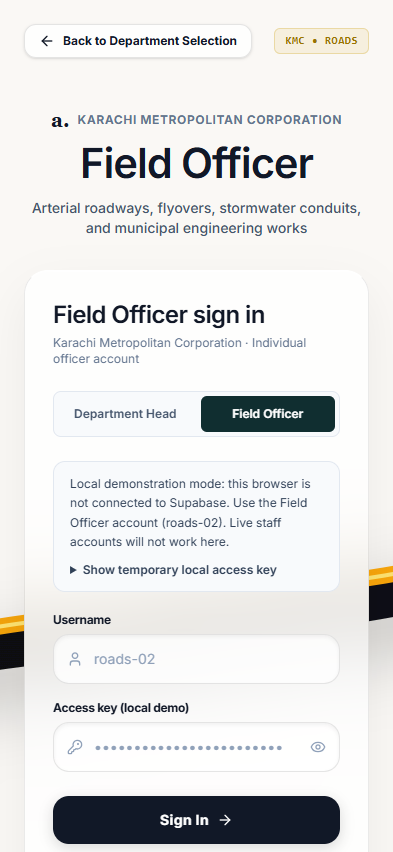 Back to Department Selection
KMC • ROADS
a. KARACHI METROPOLITAN CORPORATION
Field Officer
Arterial roadways, flyovers, stormwater conduits,
and municipal engineering works
Field Officer sign in
Karachi Metropolitan Corporation · Individual
officer account
Department Head
Field Officer
Local demonstration mode: this browser is
not connected to Supabase. Use the Field
Officer account (roads-02). Live staff
accounts will not work here.
Show temporary local access key
Username
roads-02
Access key (local demo)
Sign In